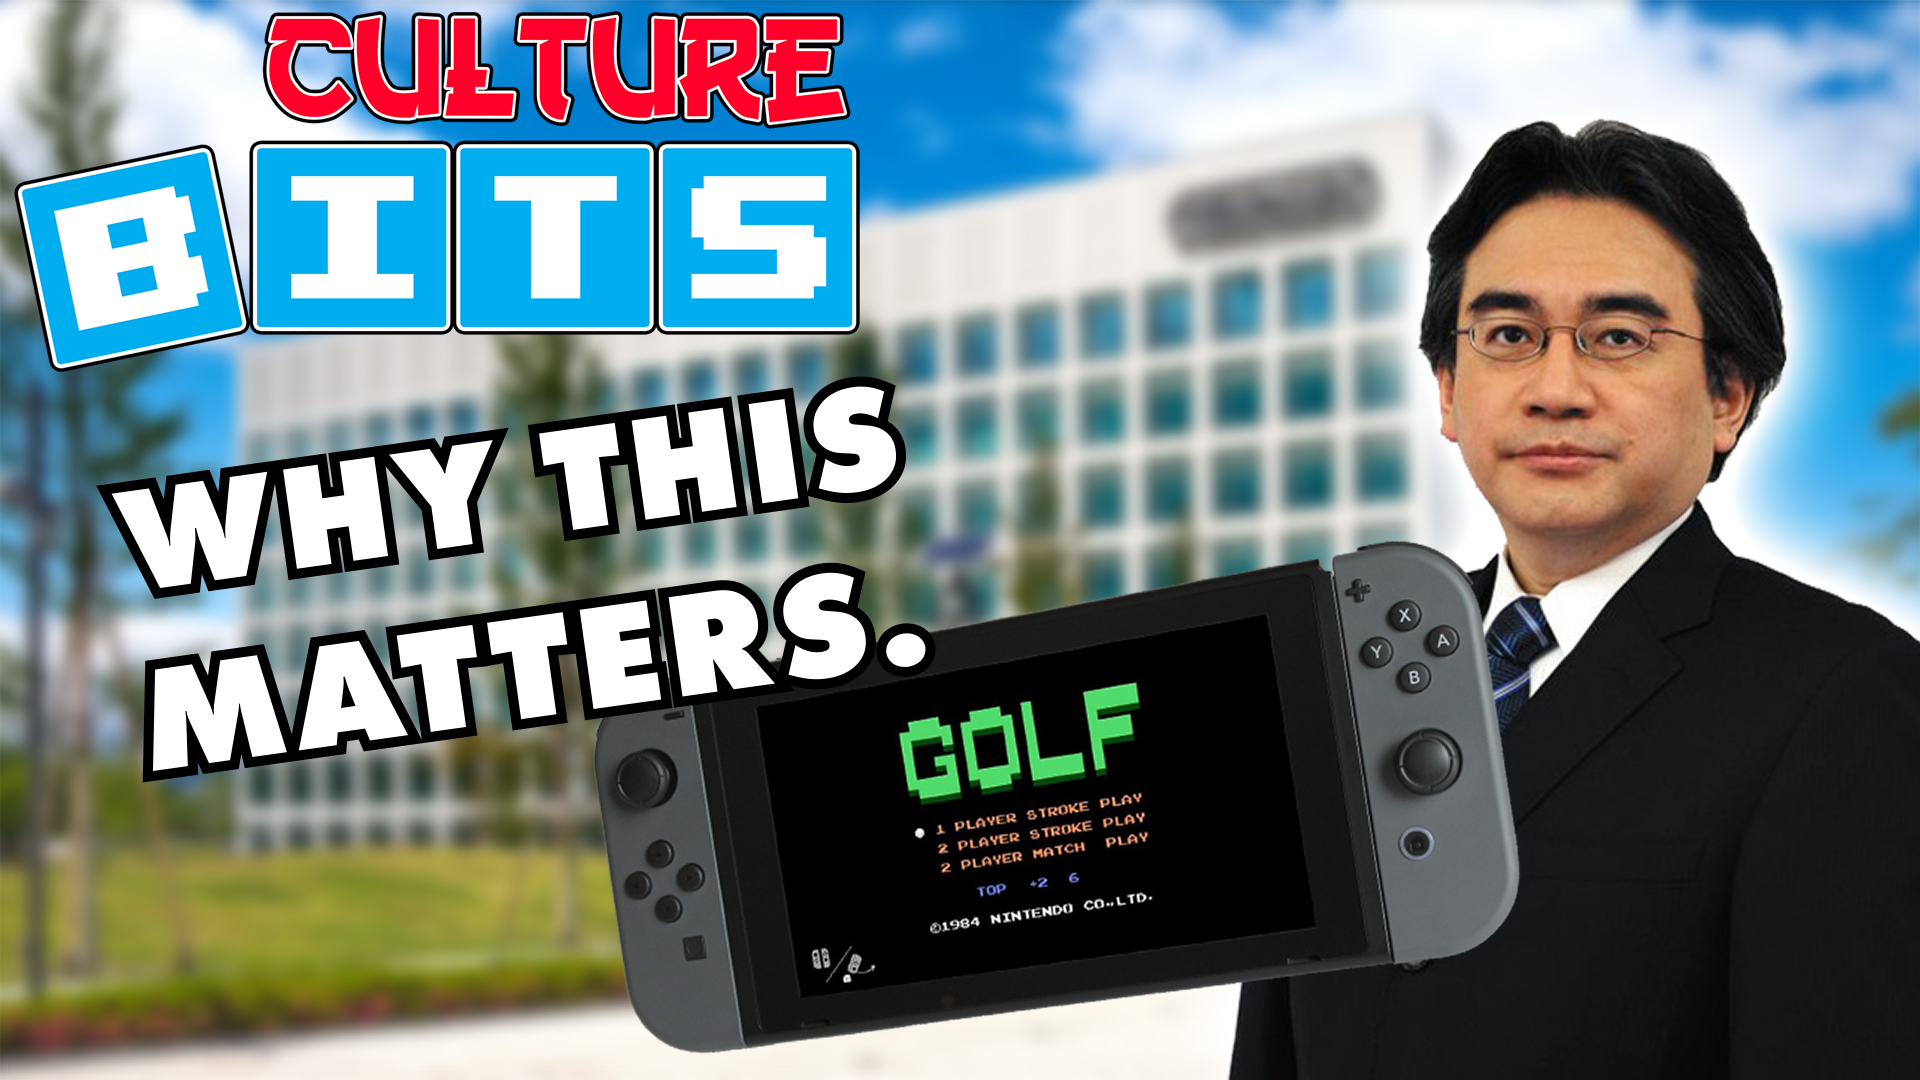 CULTURE
BITS
WHY THIS
MATTERS.
X
Y
A
B
GOLF
1 PLAYER STROKE PLAY
2 PLAYER STROKE PLAY
2 PLAYER MATCH PLAY
TOP +2 6
©1984 NINTENDO CO.,LTD.